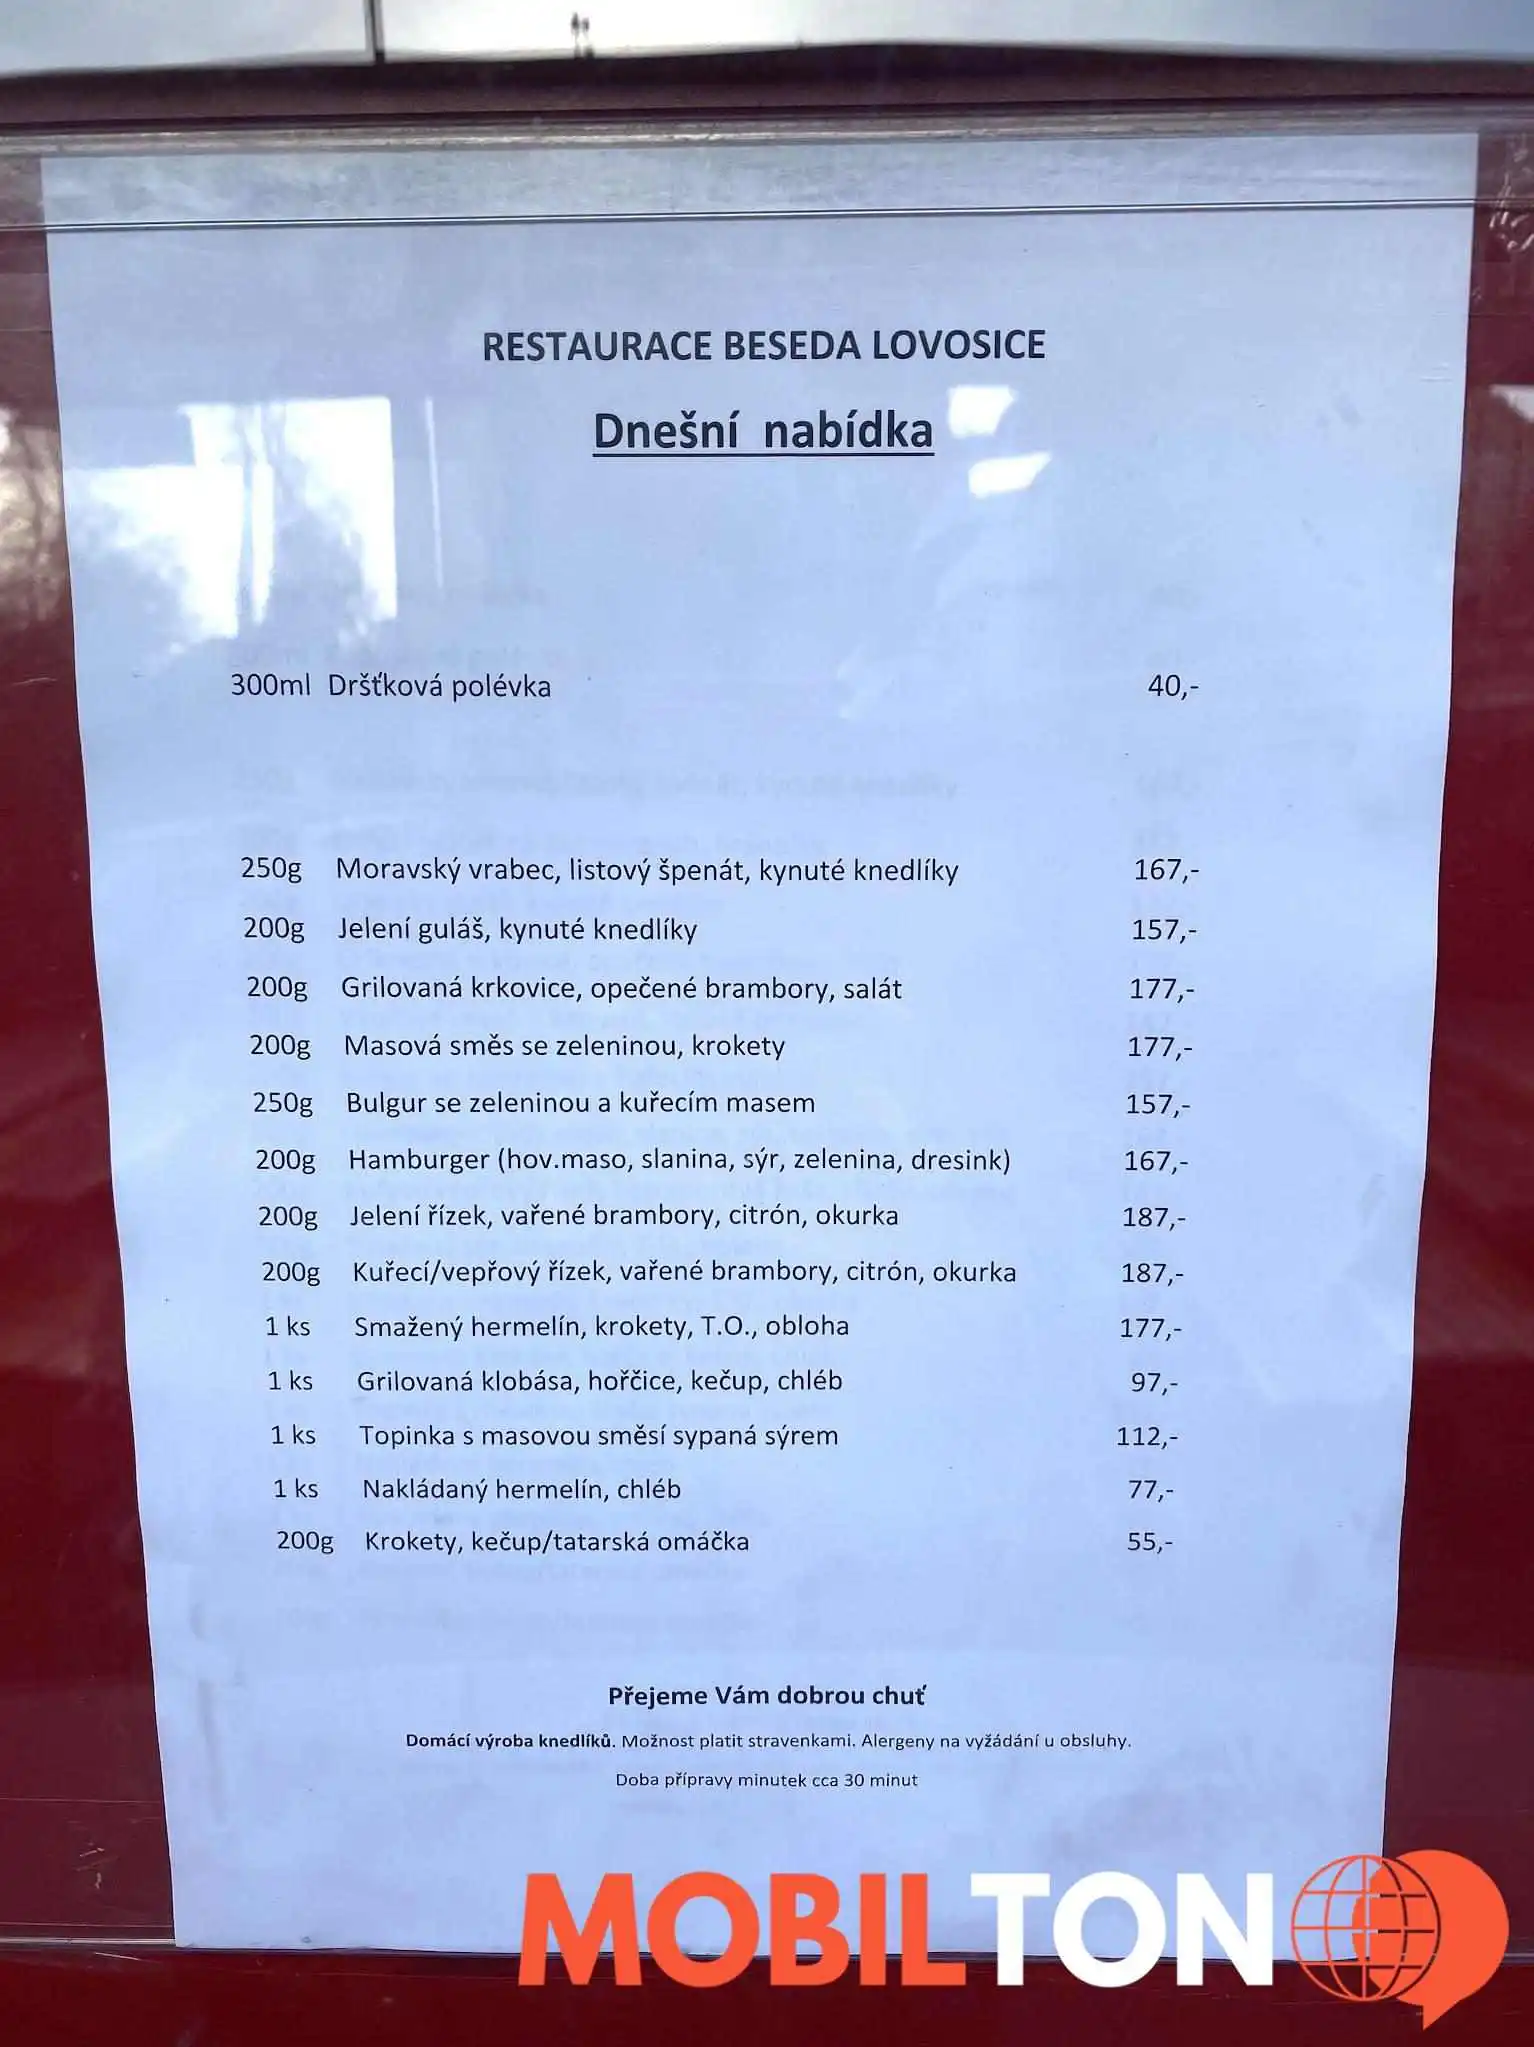 RESTAURACE BESEDA LOVOSICE
Dnešní nabídka
300ml Dršťková polévka 40,-
250g Moravský vrabec, listový špenát, kynuté knedlíky 167,-
200g Jelení guláš, kynuté knedlíky 157,-
200g Grilovaná krkovice, opečené brambory, salát 177,-
200g Masová směs se zeleninou, krokety 177,-
250g Bulgur se zeleninou a kuřecím masem 157,-
200g Hamburger (hov.maso, slanina, sýr, zelenina, dresink) 167,-
200g Jelení řízek, vařené brambory, citrón, okurka 187,-
200g Kuřecí/vepřový řízek, vařené brambory, citrón, okurka 187,-
1 ks Smažený hermelín, krokety, T.O., obloha 177,-
1 ks Grilovaná klobása, hořčice, kečup, chléb 97,-
1 ks Topinka s masovou směsí sypaná sýrem 112,-
1 ks Nakládaný hermelín, chléb 77,-
200g Krokety, kečup/tatarská omáčka 55,-
Přejeme Vám dobrou chuť
Domácí výroba knedlíků. Možnost platit stravenkami. Alergeny na vyžádání u obsluhy.
Doba přípravy minutek cca 30 minut
MOBILTON